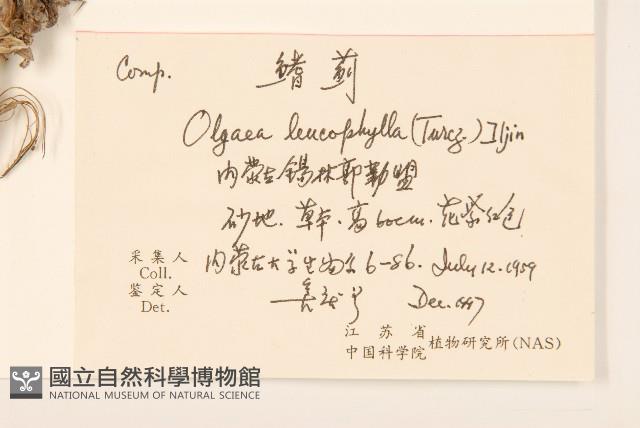 Comp. 鳍蓟
Olgaea leucophylla (Turcz.) Iljin
内蒙古锡林郭勒盟
砂地. 草本. 高60cm. 花紫红色
采集人 内蒙古大学生物系 6-86. July 12. 1959
Coll.
鉴定人 Dec. 1987
Det.
江苏省
中国科学院 植物研究所(NAS)
國立自然科學博物館
NATIONAL MUSEUM OF NATURAL SCIENCE